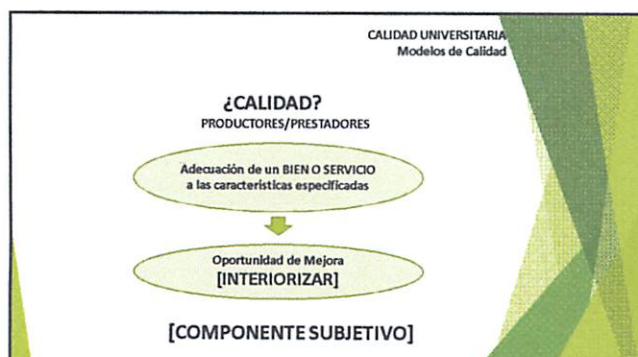 CALIDAD UNIVERSITARIA
Modelos de Calidad
¿CALIDAD?
PRODUCTORES/PRESTADORES
Adecuación de un BIEN O SERVICIO
a las características especificadas
Oportunidad de Mejora
[INTERIORIZAR]
[COMPONENTE SUBJETIVO]